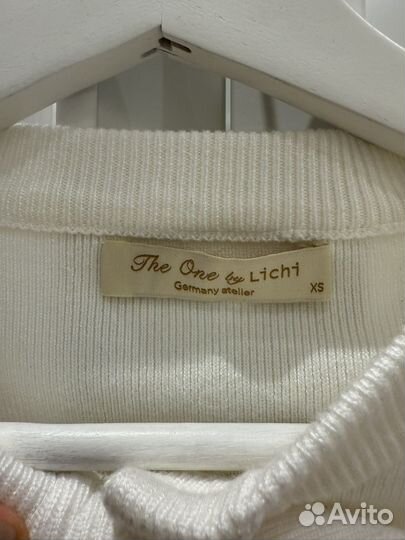 The One by Lichi
Germany atelier
XS
Avito